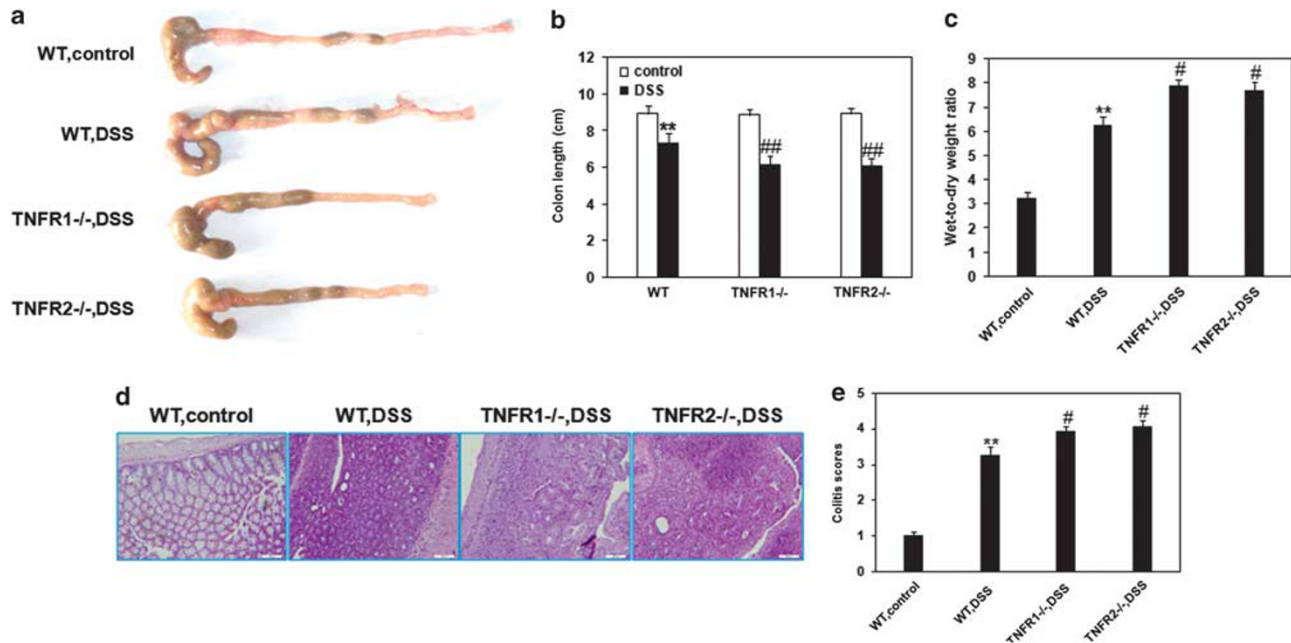 a
WT,control
WT,DSS
TNFR1-/-,DSS
TNFR2-/-,DSS
b
Colon length (cm)
12
10
8
6
4
2
0
control
DSS
**
##
##
WT
TNFR1-/-
TNFR2-/-
c
Wet-to-dry weight ratio
9
8
7
6
5
4
3
2
1
0
**
#
#
WT,control
WT,DSS
TNFR1-/-,DSS
TNFR2-/-,DSS
d
WT,control
WT,DSS
TNFR1-/-,DSS
TNFR2-/-,DSS
e
Colitis scores
5
4
3
2
1
0
**
#
#
WT,control
WT,DSS
TNFR1-/-,DSS
TNFR2-/-,DSS